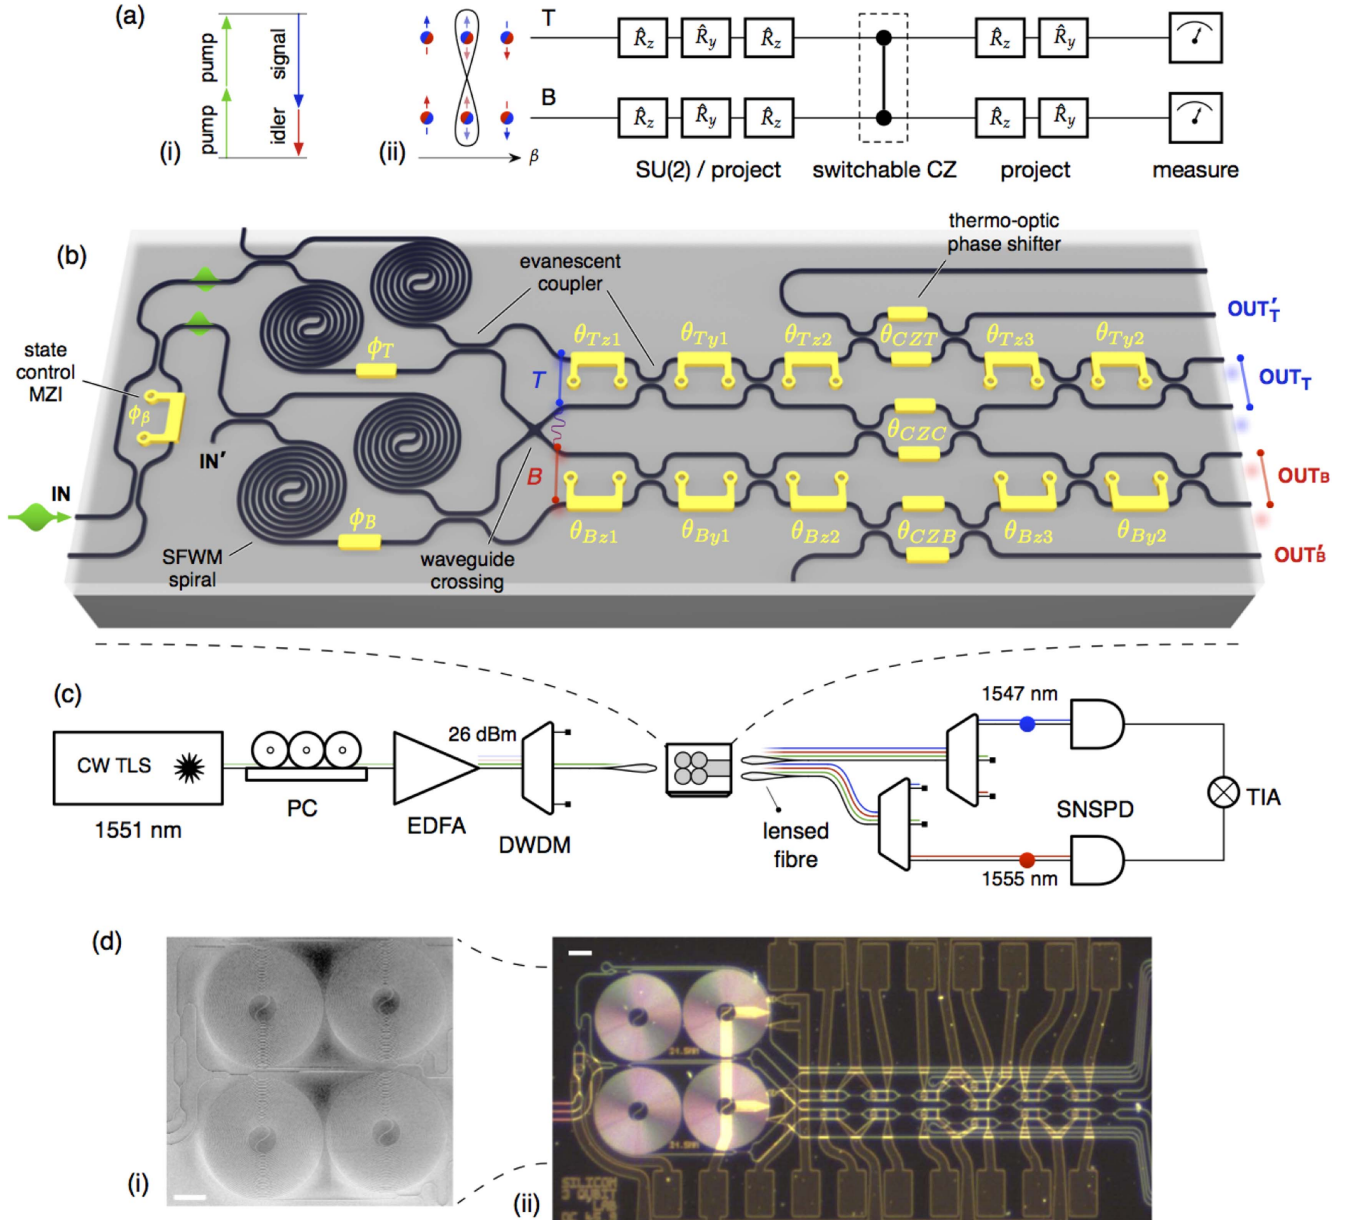 (a)
pump
pump
signal
idler
(i)
(ii)
β
T
B
R̂z R̂y R̂z
R̂z R̂y
R̂z R̂y R̂z
R̂z R̂y
SU(2) / project
switchable CZ
project
measure
(b)
thermo-optic
phase shifter
evanescent
coupler
state
control
MZI
ϕβ
IN
IN′
ϕT
ϕB
SFWM
spiral
waveguide
crossing
T
B
θTz1 θTy1 θTz2 θCZT θTz3 θTy2
θCZC
θBz1 θBy1 θBz2 θCZB θBz3 θBy2
OUT′T
OUTT
OUTB
OUT′B
(c)
CW TLS
1551 nm
PC
EDFA
26 dBm
DWDM
lensed
fibre
1547 nm
SNSPD
1555 nm
TIA
(d)
(i)
(ii)
SILICON